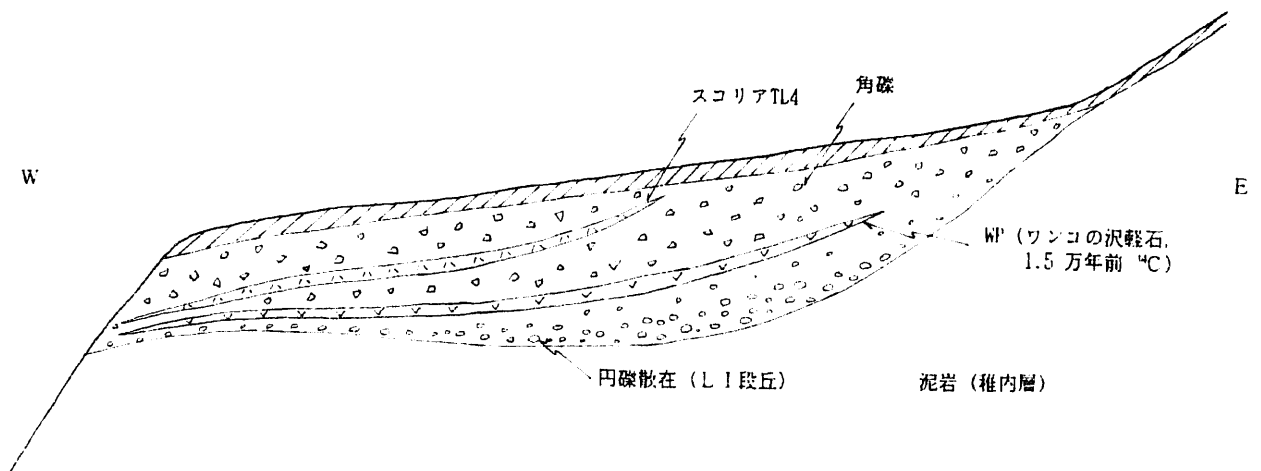 スコリアTL4
角礫
W
E
WP (ワンコの沢軽石,
1.5 万年前 ¹⁴C)
円礫散在 (L I 段丘)
泥岩 (稚内層)